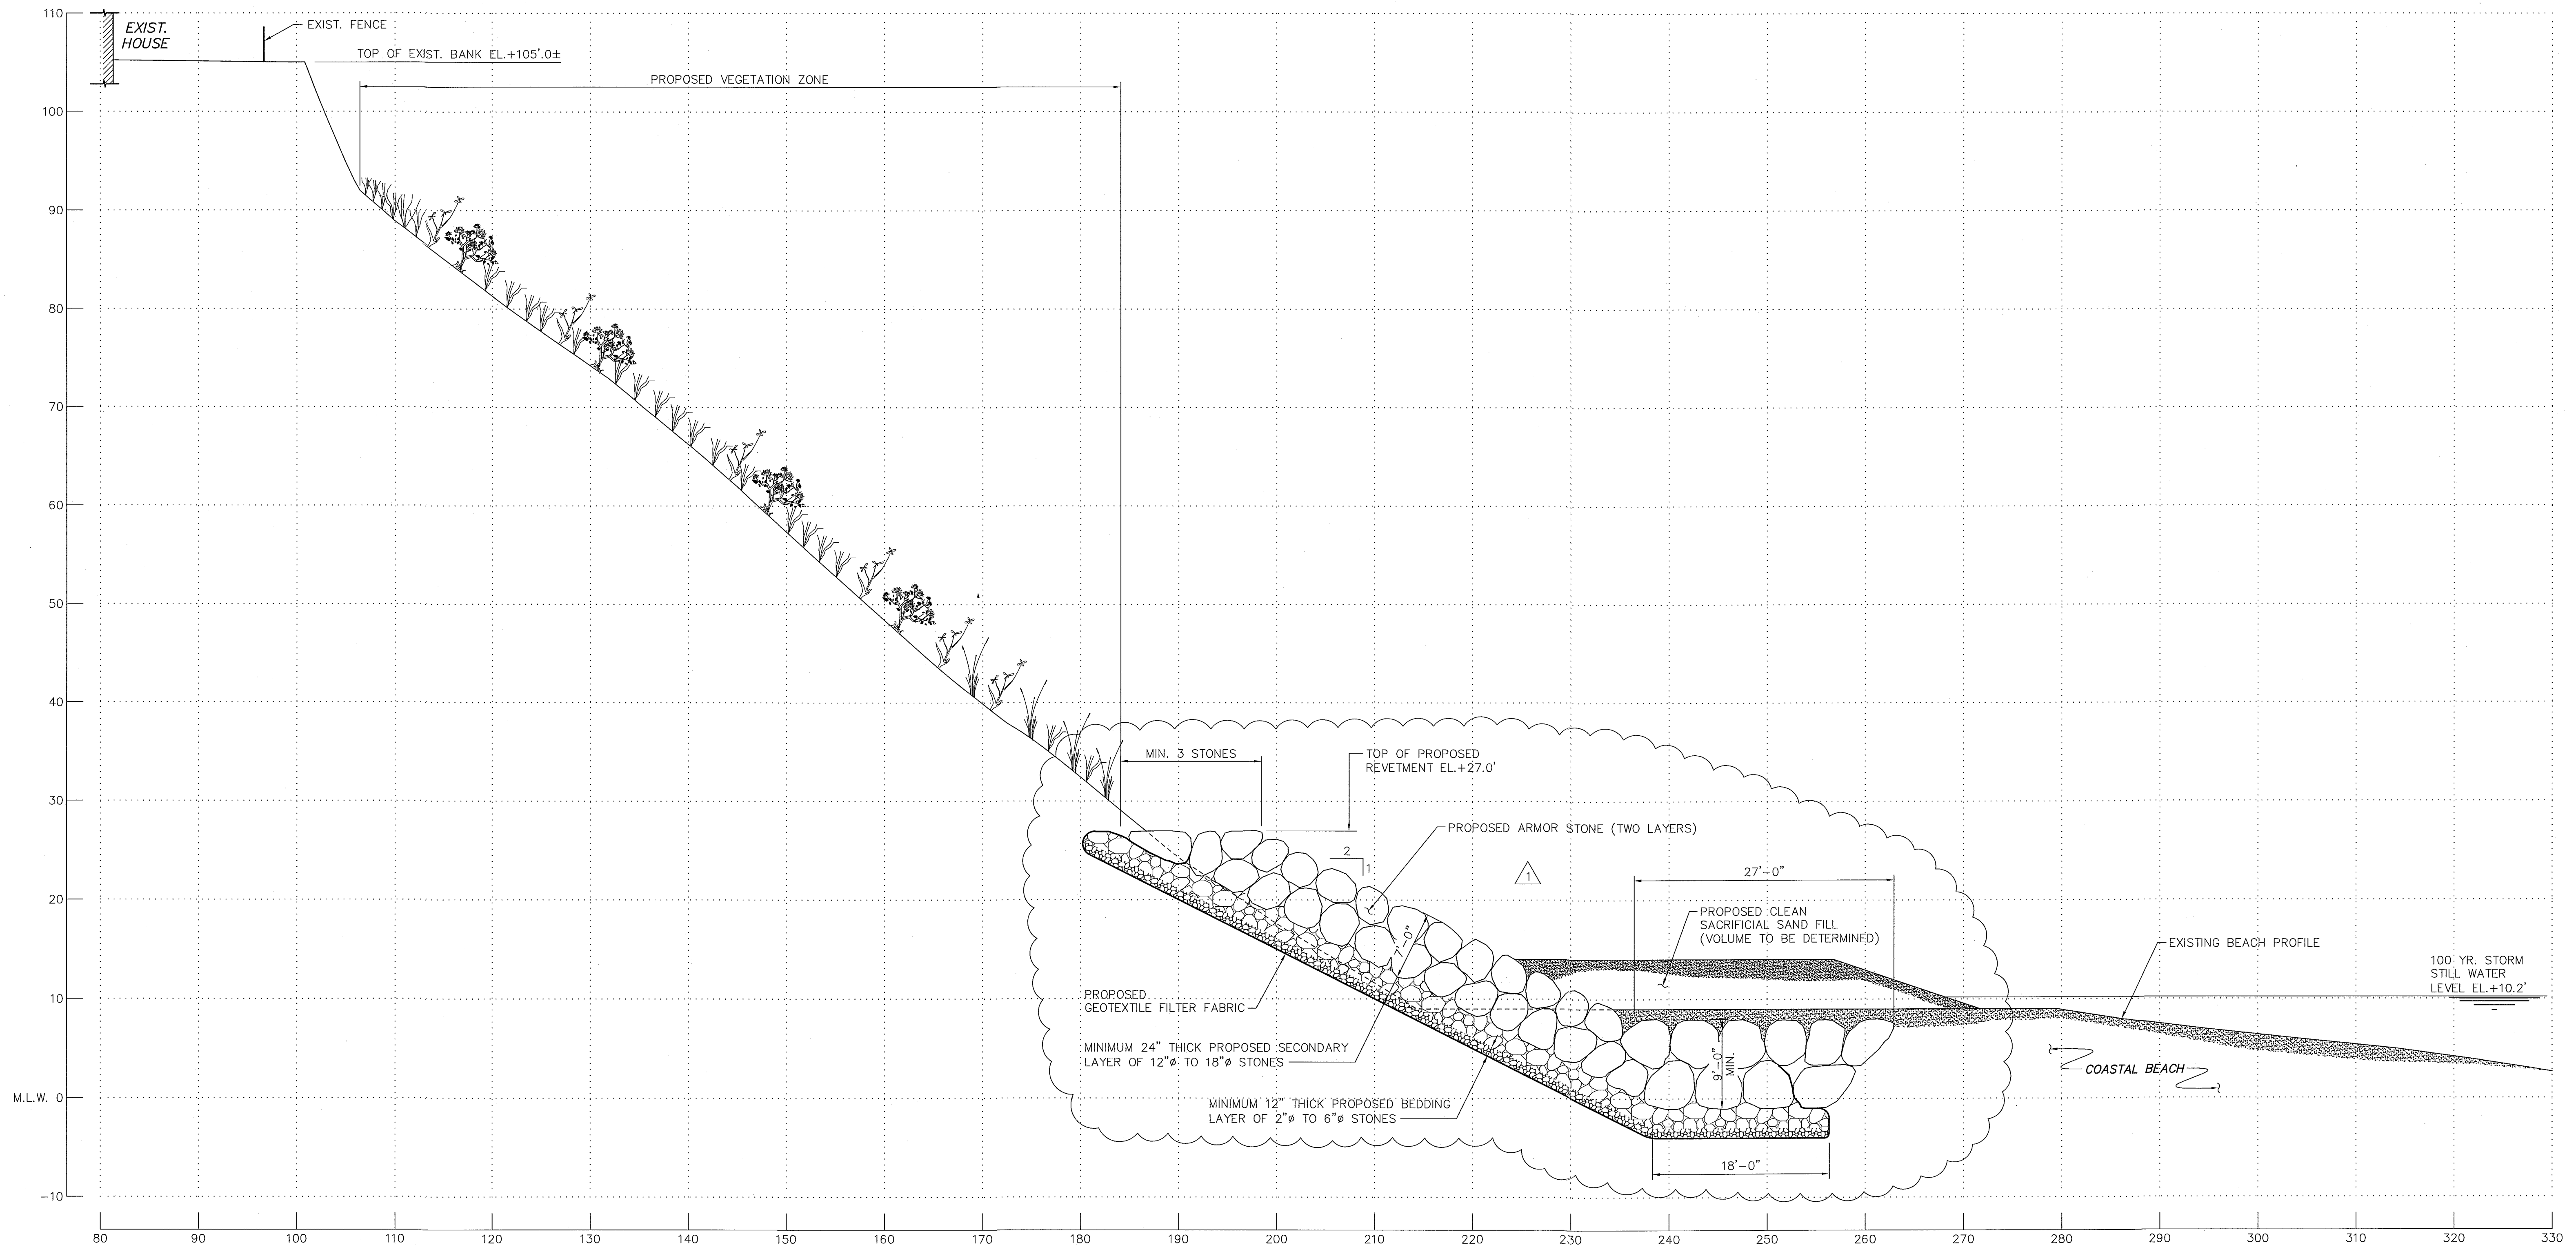 110
EXIST.
HOUSE
EXIST. FENCE
TOP OF EXIST. BANK EL.+105'.0±
PROPOSED VEGETATION ZONE
100
90
80
70
60
50
40
30
20
10
M.L.W. 0
-10
MIN. 3 STONES
TOP OF PROPOSED
REVETMENT EL.+27.0'
PROPOSED ARMOR STONE (TWO LAYERS)
2
1
1
27'-0"
PROPOSED CLEAN
SACRIFICIAL SAND FILL
(VOLUME TO BE DETERMINED)
7'-0"
EXISTING BEACH PROFILE
100 YR. STORM
STILL WATER
LEVEL EL.+10.2'
PROPOSED
GEOTEXTILE FILTER FABRIC
MINIMUM 24" THICK PROPOSED SECONDARY
LAYER OF 12"ø TO 18"ø STONES
9'-0"
MIN.
COASTAL BEACH
MINIMUM 12" THICK PROPOSED BEDDING
LAYER OF 2"ø TO 6"ø STONES
18'-0"
80 90 100 110 120 130 140 150 160 170 180 190 200 210 220 230 240 250 260 270 280 290 300 310 320 330